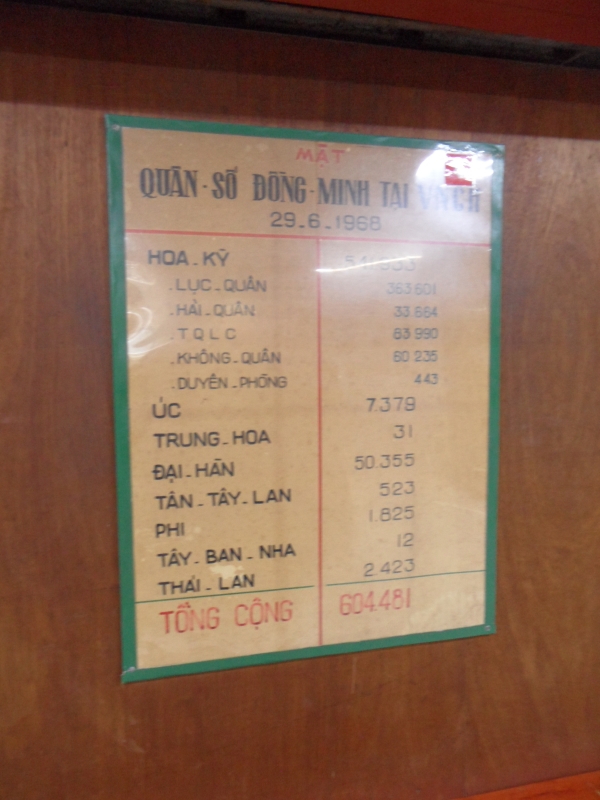 MẬT
QUÂN-SỐ ĐỒNG-MINH TẠI VNCH
29-6-1968
HOA-KỲ 541.933
-LỤC-QUÂN 363.601
-HẢI-QUÂN 33.664
-TQLC 83.990
-KHÔNG-QUÂN 60.235
-DUYÊN-PHÒNG 443
ÚC 7.379
TRUNG-HOA 31
ĐẠI-HÀN 50.355
TÂN-TÂY-LAN 523
PHI 1.825
TÂY-BAN-NHA 12
THÁI-LAN 2.423
TỔNG CỘNG 604.481